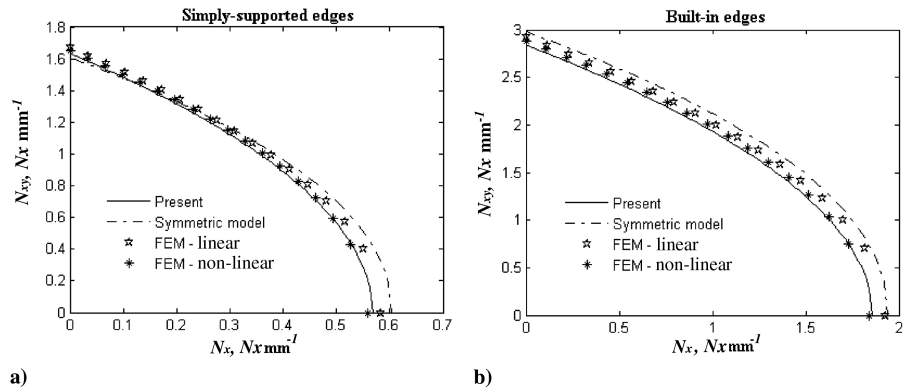 Simply-supported edges
1.8
1.6
1.4
1.2
1.0
0.8
0.6
0.4
0.2
0
Nxy, Nx mm-1
Present
Symmetric model
FEM - linear
FEM - non-linear
0 0.1 0.2 0.3 0.4 0.5 0.6 0.7
Nx, Nx mm-1
a)
Built-in edges
3
2.5
2
1.5
1
0.5
0
Nxy, Nx mm-1
Present
Symmetric model
FEM - linear
FEM - non-linear
0 0.5 1 1.5 2
Nx, Nx mm-1
b)